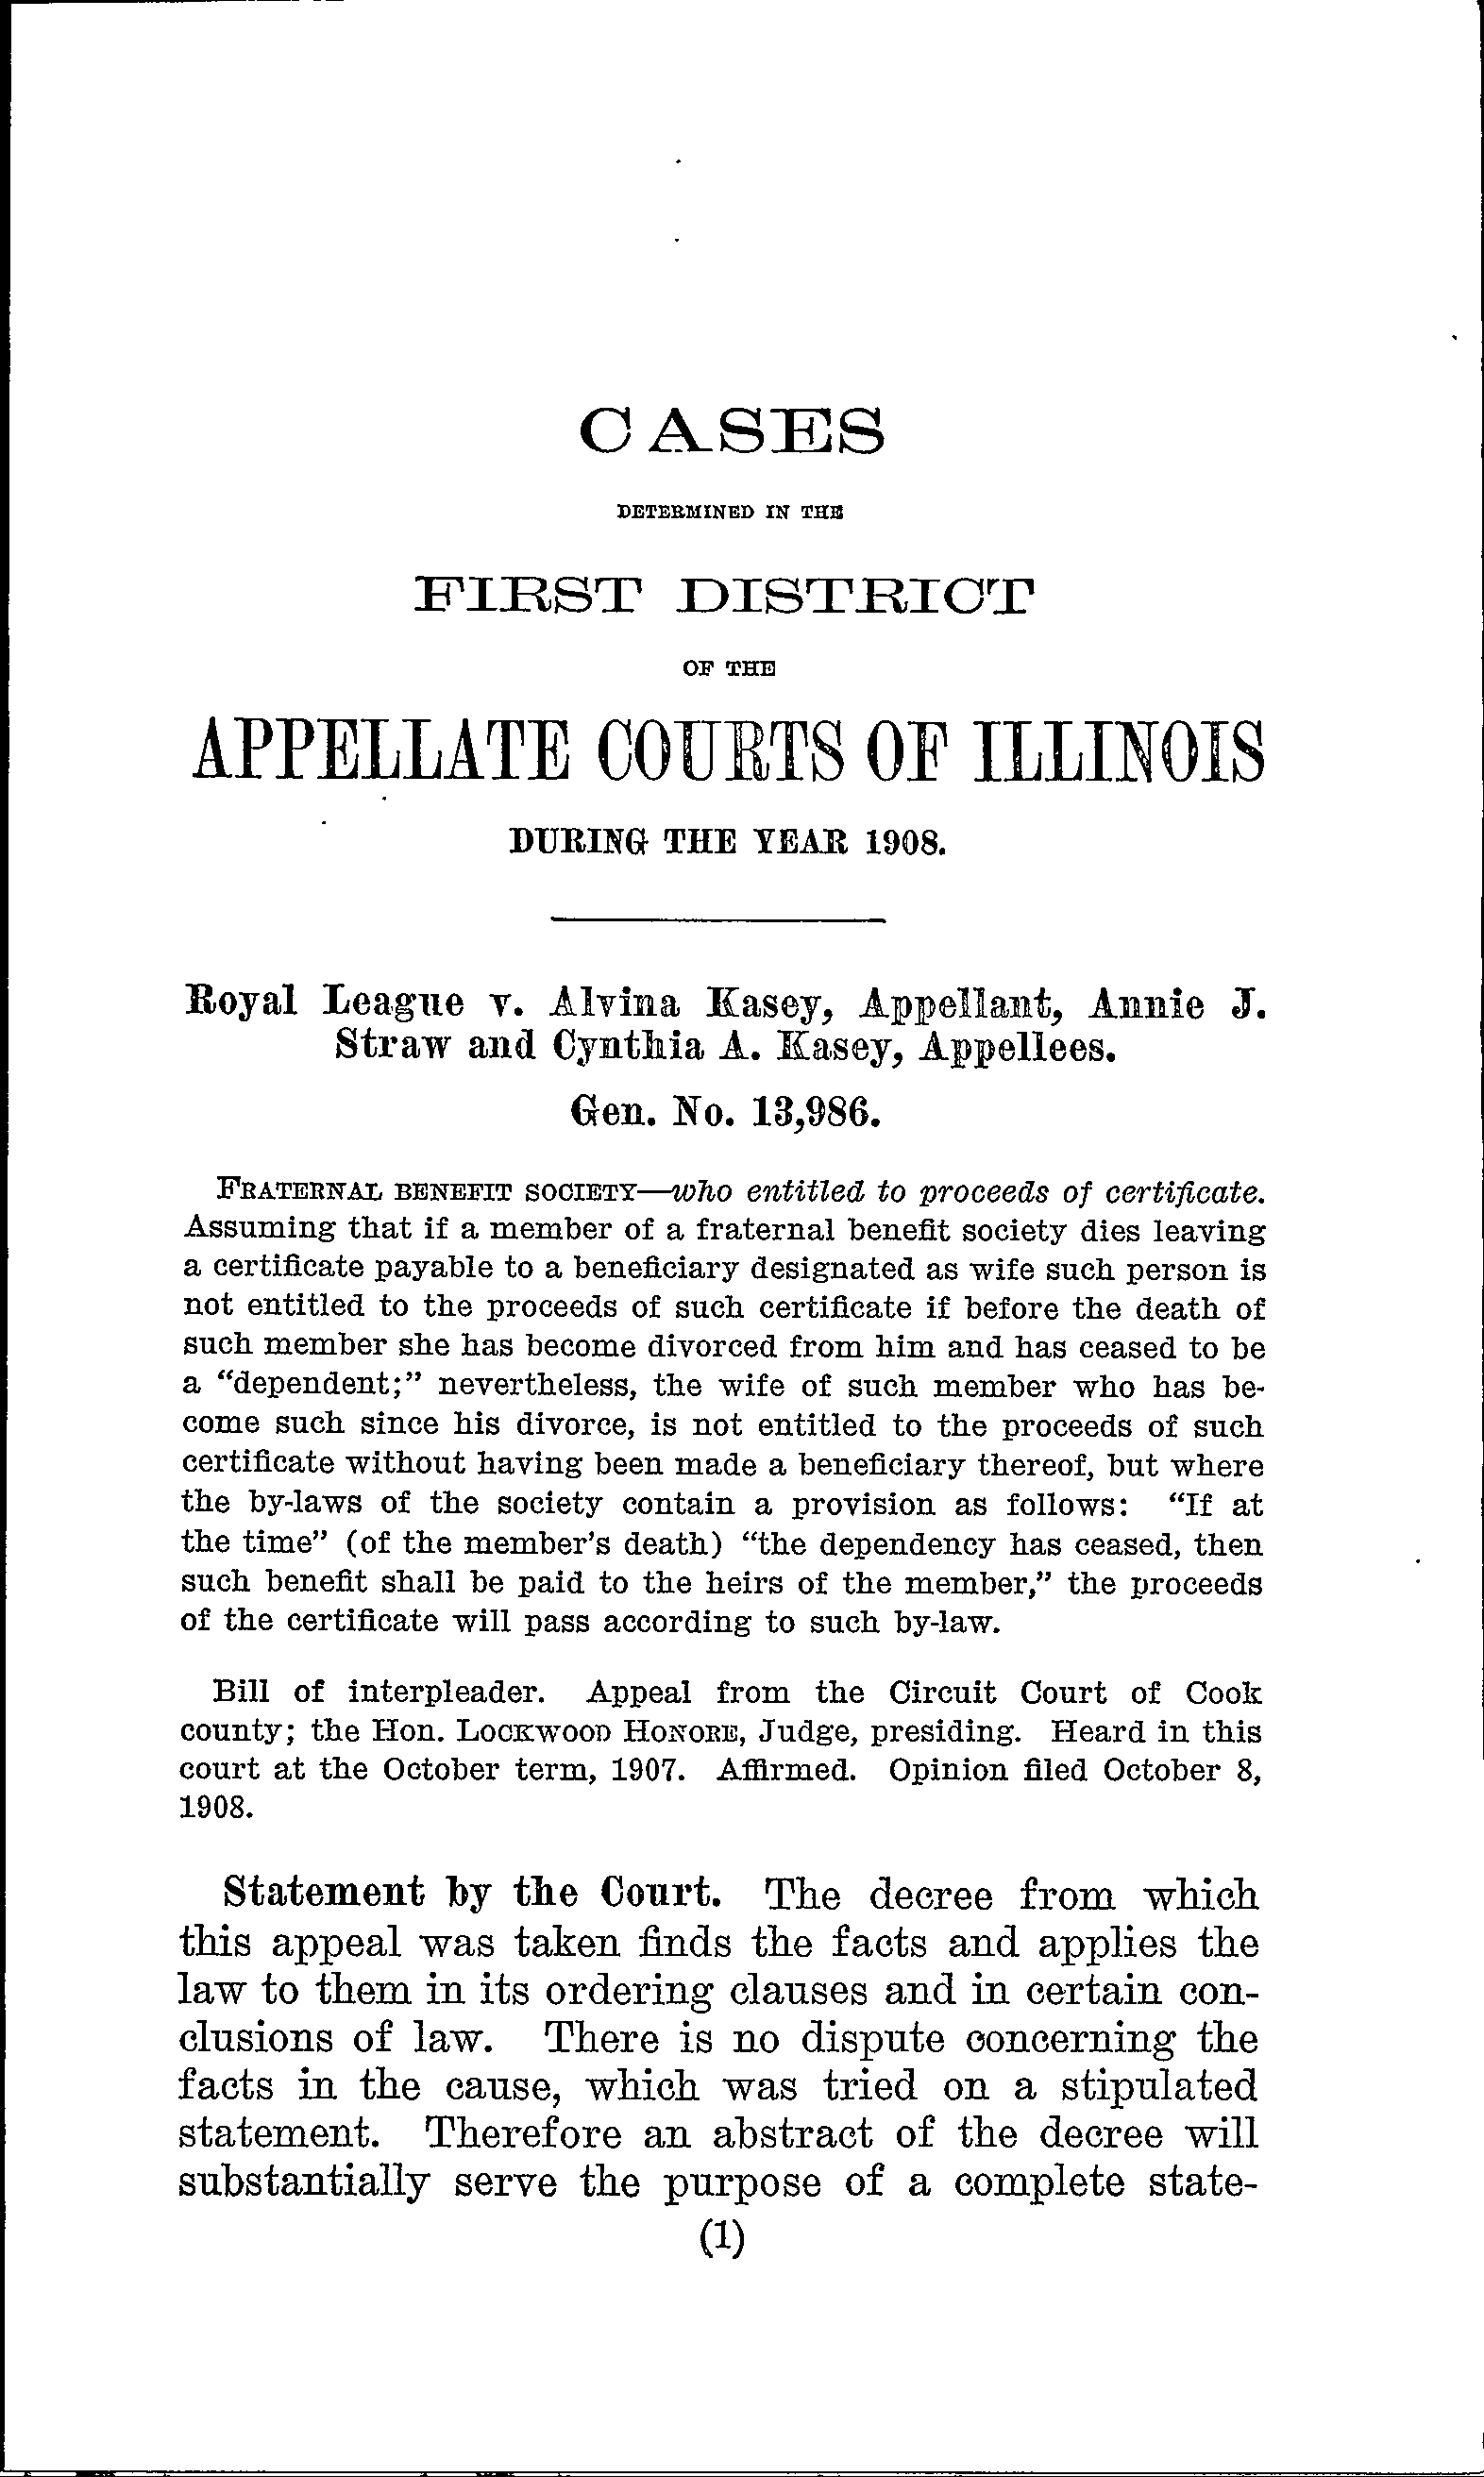 CASES
DETERMINED IN THE
FIRST DISTRICT
OF THE
APPELLATE COURTS OF ILLINOIS
DURING THE YEAR 1908.
Royal League v. Alvina Kasey, Appellant, Annie J.
Straw and Cynthia A. Kasey, Appellees.
Gen. No. 13,986.
FRATERNAL BENEFIT SOCIETY—who entitled to proceeds of certificate.
Assuming that if a member of a fraternal benefit society dies leaving
a certificate payable to a beneficiary designated as wife such person is
not entitled to the proceeds of such certificate if before the death of
such member she has become divorced from him and has ceased to be
a “dependent;” nevertheless, the wife of such member who has be-
come such since his divorce, is not entitled to the proceeds of such
certificate without having been made a beneficiary thereof, but where
the by-laws of the society contain a provision as follows: “If at
the time” (of the member’s death) “the dependency has ceased, then
such benefit shall be paid to the heirs of the member,” the proceeds
of the certificate will pass according to such by-law.
Bill of interpleader. Appeal from the Circuit Court of Cook
county; the Hon. LOCKWOOD HONORE, Judge, presiding. Heard in this
court at the October term, 1907. Affirmed. Opinion filed October 8,
1908.
Statement by the Court. The decree from which
this appeal was taken finds the facts and applies the
law to them in its ordering clauses and in certain con-
clusions of law. There is no dispute concerning the
facts in the cause, which was tried on a stipulated
statement. Therefore an abstract of the decree will
substantially serve the purpose of a complete state-
(1)